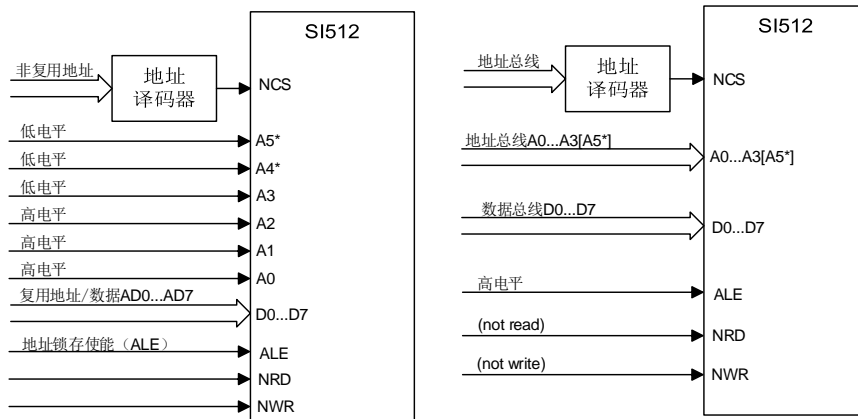 SI512
非复用地址
地址
译码器
NCS
低电平
A5*
低电平
A4*
低电平
A3
高电平
A2
高电平
A1
高电平
A0
复用地址/数据AD0...AD7
D0...D7
地址锁存使能（ALE）
ALE
NRD
NWR
SI512
地址总线
地址
译码器
NCS
地址总线A0...A3[A5*]
A0...A3[A5*]
数据总线D0...D7
D0...D7
高电平
ALE
(not read)
NRD
(not write)
NWR